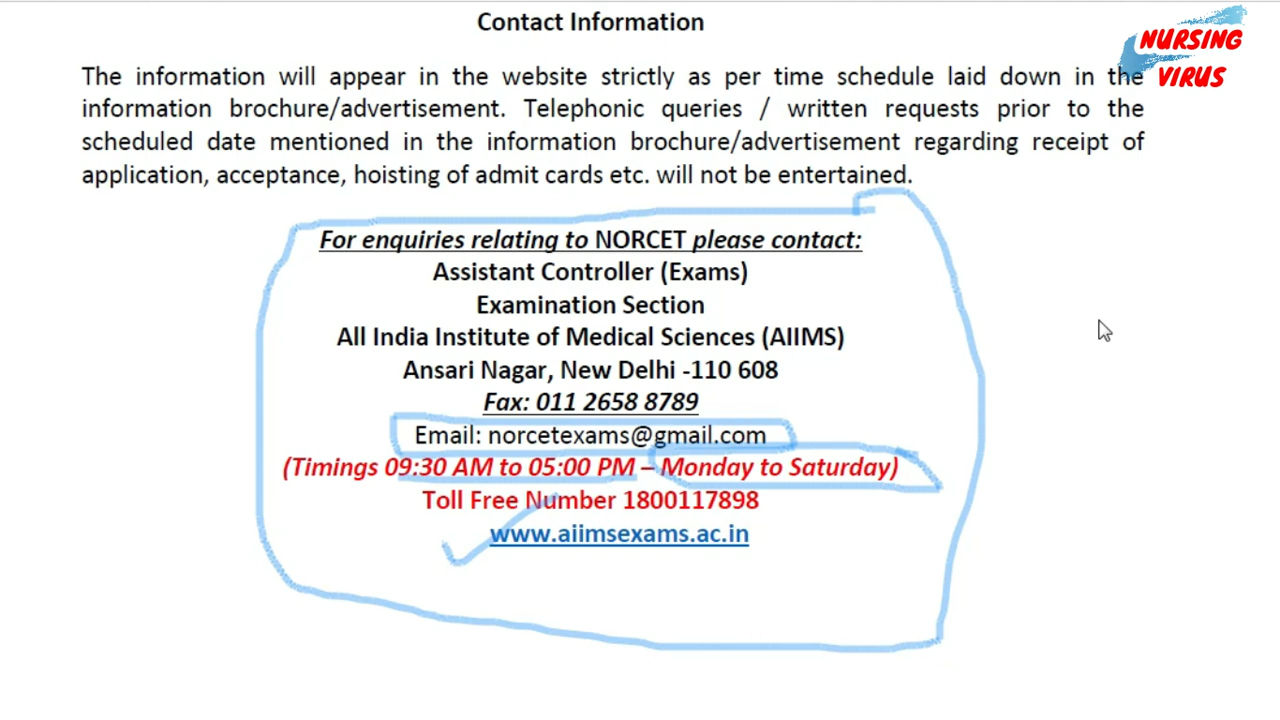 Contact Information
NURSING
VIRUS
The information will appear in the website strictly as per time schedule laid down in the
information brochure/advertisement. Telephonic queries / written requests prior to the
scheduled date mentioned in the information brochure/advertisement regarding receipt of
application, acceptance, hoisting of admit cards etc. will not be entertained.
For enquiries relating to NORCET please contact:
Assistant Controller (Exams)
Examination Section
All India Institute of Medical Sciences (AIIMS)
Ansari Nagar, New Delhi -110 608
Fax: 011 2658 8789
Email: norcetexams@gmail.com
(Timings 09:30 AM to 05:00 PM – Monday to Saturday)
Toll Free Number 1800117898
www.aiimsexams.ac.in